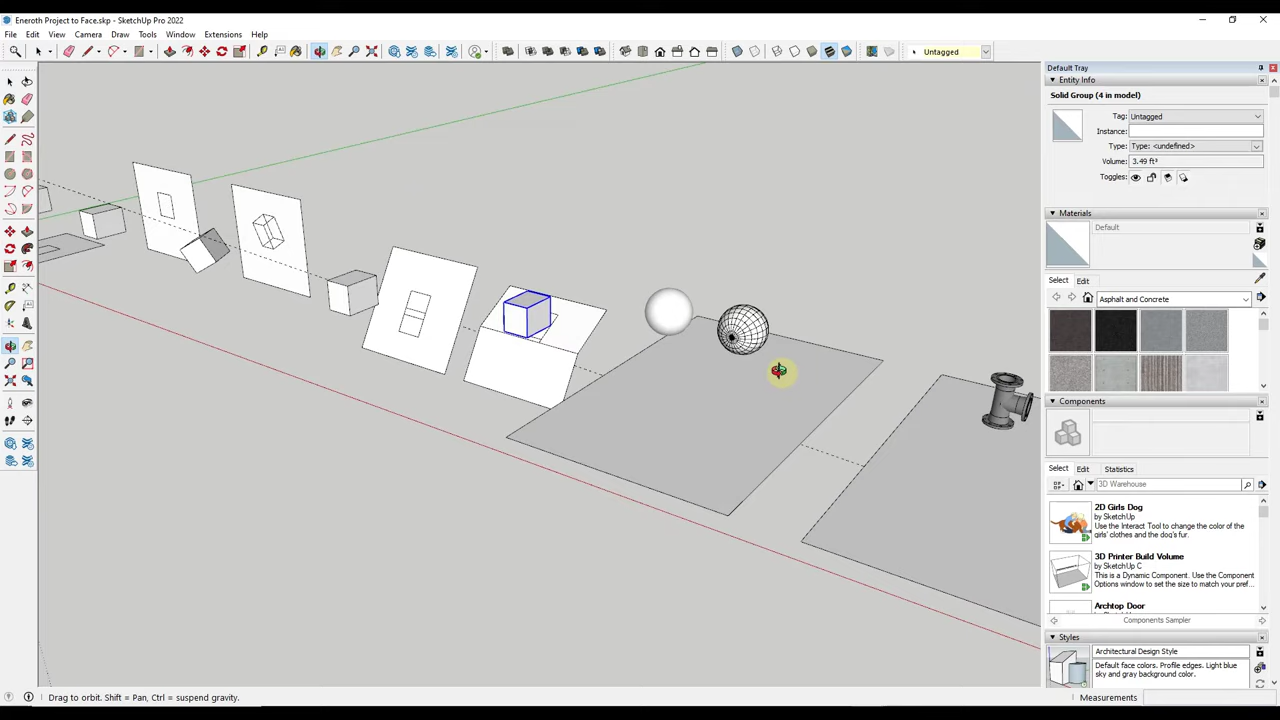 Eneroth Project to Face.skp - SketchUp Pro 2022
File Edit View Camera Draw Tools Window Extensions Help
Untagged
Default Tray
Entity Info
Solid Group (4 in model)
Tag: Untagged
Instance:
Type: Type: <undefined>
Volume: 3.49 ft³
Toggles:
Materials
Default
Select Edit
Asphalt and Concrete
Components
Select Edit Statistics
3D Warehouse
2D Girls Dog
by SketchUp
Use the Interact Tool to change the color of the
girls' clothes and the dog's fur.
3D Printer Build Volume
by SketchUp C
This is a Dynamic Component. Use the Component
Options window to set the size to match your pref...
Archtop Door
Components Sampler
Styles
Architectural Design Style
Default face colors. Profile edges. Light blue
sky and gray background color.
Drag to orbit. Shift = Pan, Ctrl = suspend gravity.
Measurements